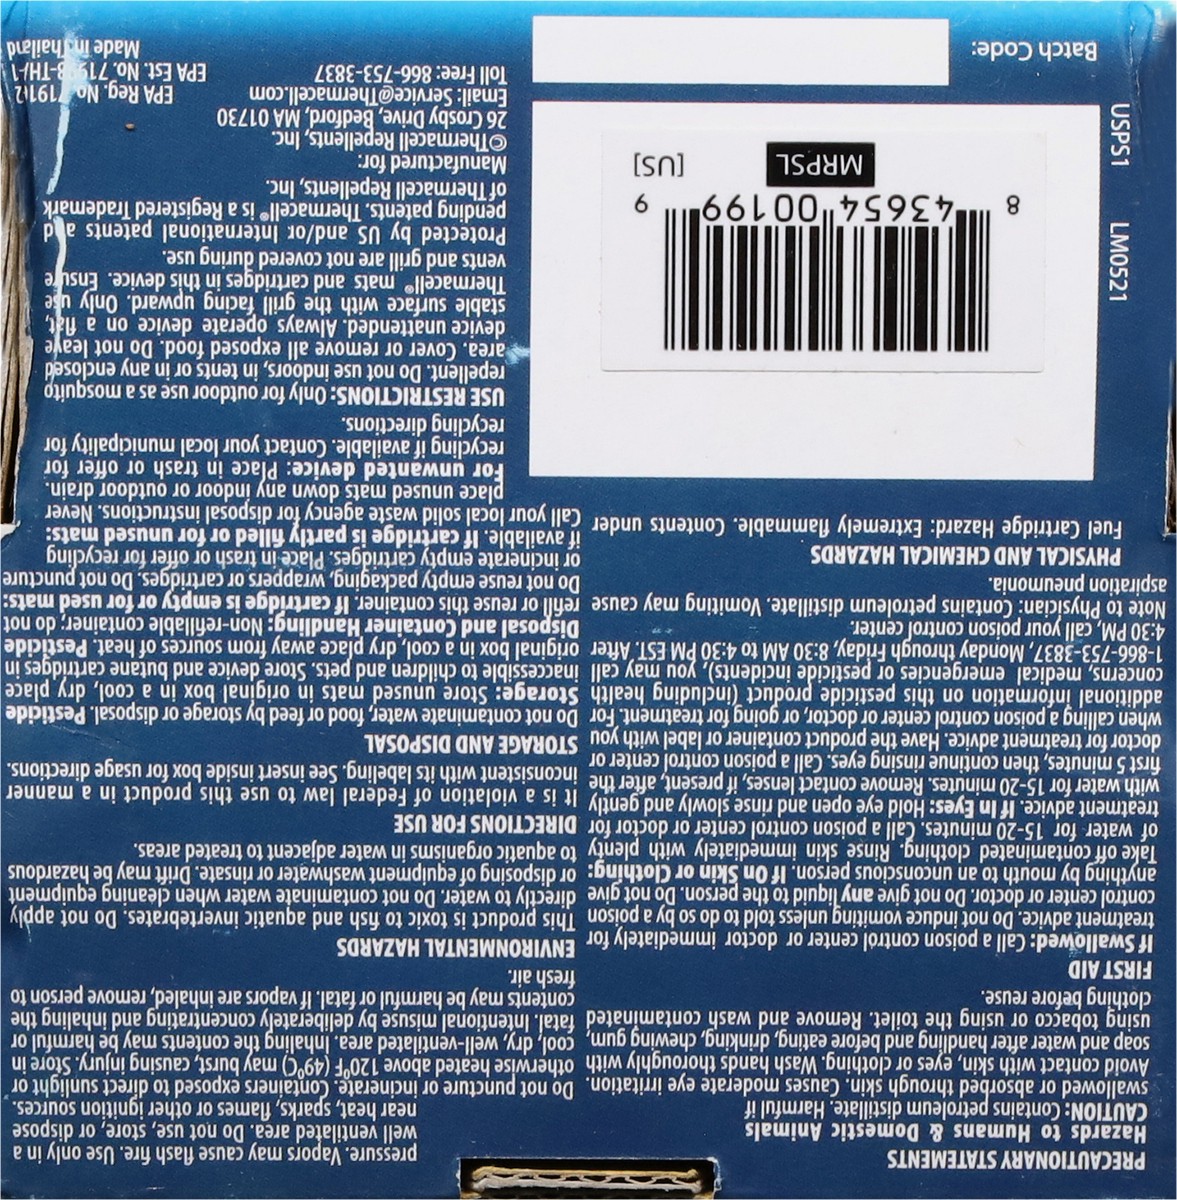 PRECAUTIONARY STATEMENTS
Hazards to Humans & Domestic Animals
CAUTION: Contains petroleum distillate. Harmful if
swallowed or absorbed through skin. Causes moderate eye irritation.
Avoid contact with skin, eyes or clothing. Wash hands thoroughly with
soap and water after handling and before eating, drinking, chewing gum,
using tobacco or using the toilet. Remove and wash contaminated
clothing before reuse.
FIRST AID
If Swallowed: Call a poison control center or doctor immediately for
treatment advice. Do not induce vomiting unless told to do so by a poison
control center or doctor. Do not give any liquid to the person. Do not give
anything by mouth to an unconscious person. If On Skin or Clothing:
Take off contaminated clothing. Rinse skin immediately with plenty
of water for 15-20 minutes. Call a poison control center or doctor for
treatment advice. If In Eyes: Hold eye open and rinse slowly and gently
with water for 15-20 minutes. Remove contact lenses, if present, after the
first 5 minutes, then continue rinsing eyes. Call a poison control center or
doctor for treatment advice. Have the product container or label with you
when calling a poison control center or doctor, or going for treatment. For
additional information on this pesticide product (including health
concerns, medical emergencies or pesticide incidents), you may call
1-866-753-3837, Monday through Friday, 8:30 AM to 4:30 PM EST. After
4:30 PM, call your poison control center.
Note to Physician: Contains petroleum distillate. Vomiting may cause
aspiration pneumonia.
PHYSICAL AND CHEMICAL HAZARDS
Fuel Cartridge Hazard: Extremely flammable. Contents under
pressure. Vapors may cause flash fire. Use only in a
well ventilated area. Do not use, store, or dispose
near heat, sparks, flames or other ignition sources.
Do not puncture or incinerate. Containers exposed to direct sunlight or
otherwise heated above 120ºF (49ºC) may burst, causing injury. Store in
cool, dry, well-ventilated area. Inhaling the contents may be harmful or
fatal. Intentional misuse by deliberately concentrating and inhaling the
contents may be harmful or fatal. If vapors are inhaled, remove person to
fresh air.
ENVIRONMENTAL HAZARDS
This product is toxic to fish and aquatic invertebrates. Do not apply
directly to water. Do not contaminate water when cleaning equipment
or disposing of equipment washwater or rinsate. Drift may be hazardous
to aquatic organisms in water adjacent to treated areas.
DIRECTIONS FOR USE
It is a violation of Federal law to use this product in a manner
inconsistent with its labeling. See insert inside box for usage directions.
STORAGE AND DISPOSAL
Do not contaminate water, food or feed by storage or disposal. Pesticide
Storage: Store unused mats in original box in a cool, dry place
inaccessible to children and pets. Store device and butane cartridges in
original box in a cool, dry place away from sources of heat. Pesticide
Disposal and Container Handling: Non-refillable container; do not
refill or reuse this container. If cartridge is empty or for used mats:
Do not reuse empty packaging, wrappers or cartridges. Do not puncture
or incinerate empty cartridges. Place in trash or offer for recycling
if available. If cartridge is partly filled or for unused mats:
Call your local solid waste agency for disposal instructions. Never
place unused mats down any indoor or outdoor drain.
For unwanted device: Place in trash or offer for
recycling if available. Contact your local municipality for
recycling directions.
USE RESTRICTIONS: Only for outdoor use as a mosquito
repellent. Do not use indoors, in tents or in any enclosed
area. Cover or remove all exposed food. Do not leave
device unattended. Always operate device on a flat,
stable surface with the grill facing upward. Only use
Thermacell® mats and cartridges in this device. Ensure
vents and grill are not covered during use.
Protected by US and/or International patents and
pending patents. Thermacell® is a Registered Trademark
of Thermacell Repellents, Inc.
Manufactured for:
©Thermacell Repellents, Inc.
26 Crosby Drive, Bedford, MA 01730
Email: Service@Thermacell.com
Toll Free: 866-753-3837
EPA Reg. No.
EPA Est. No.
Made in Thailand
8 43654 00199 9
MRPSL
[US]
LM0521
USPS1
Batch Code: